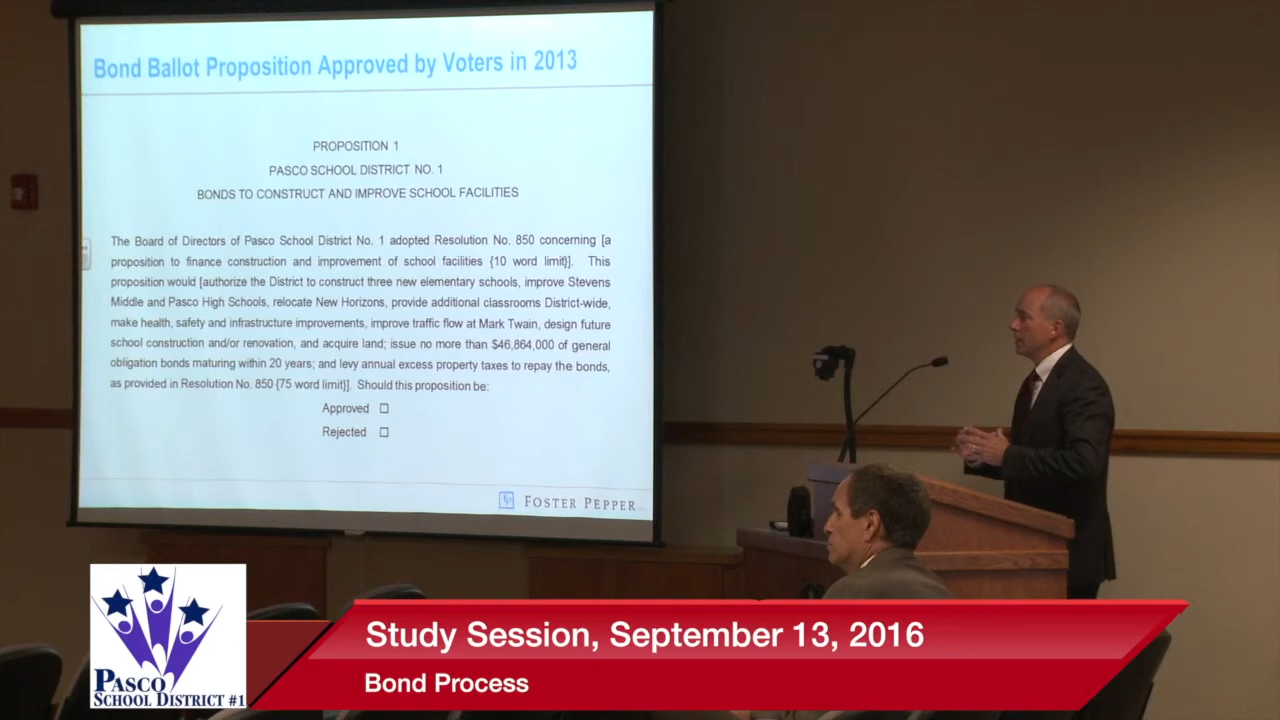 Bond Ballot Proposition Approved by Voters in 2013
PROPOSITION 1
PASCO SCHOOL DISTRICT NO. 1
BONDS TO CONSTRUCT AND IMPROVE SCHOOL FACILITIES
The Board of Directors of Pasco School District No. 1 adopted Resolution No. 850 concerning [a
proposition to finance construction and improvement of school facilities {10 word limit}]. This
proposition would [authorize the District to construct three new elementary schools, improve Stevens
Middle and Pasco High Schools, relocate New Horizons, provide additional classrooms District-wide,
make health, safety and infrastructure improvements, improve traffic flow at Mark Twain, design future
school construction and/or renovation, and acquire land; issue no more than $46,864,000 of general
obligation bonds maturing within 20 years; and levy annual excess property taxes to repay the bonds,
as provided in Resolution No. 850 {75 word limit}]. Should this proposition be:
Approved ☐
Rejected ☐
FOSTER PEPPER
PASCO
SCHOOL DISTRICT #1
Study Session, September 13, 2016
Bond Process